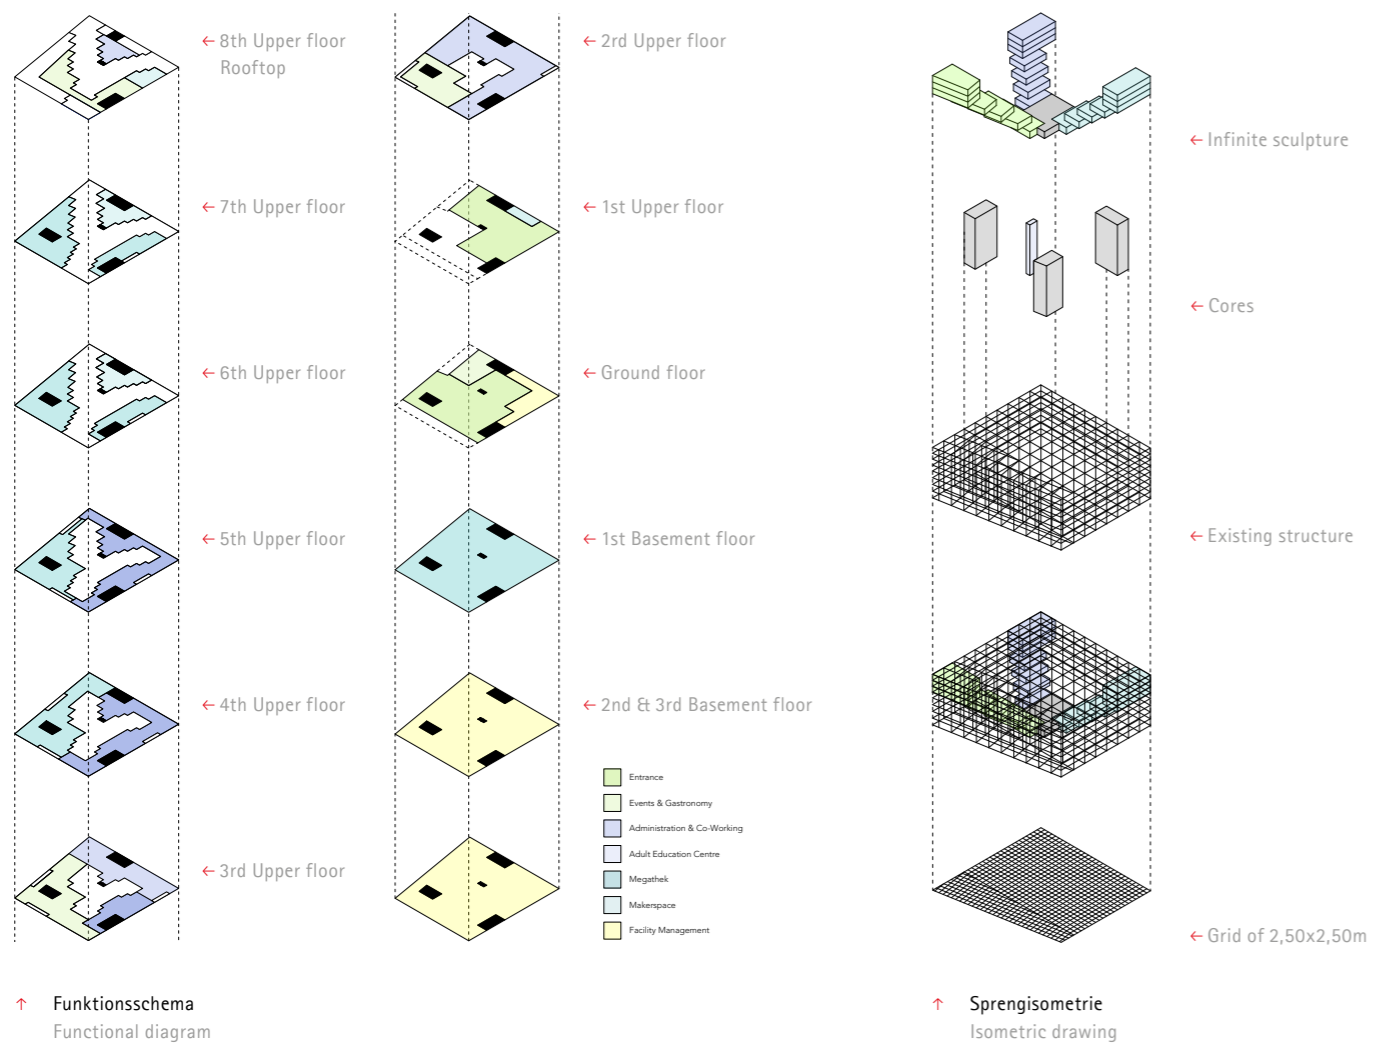 ← 8th Upper floor
Rooftop
← 7th Upper floor
← 6th Upper floor
← 5th Upper floor
← 4th Upper floor
← 3rd Upper floor
← 2rd Upper floor
← 1st Upper floor
← Ground floor
← 1st Basement floor
← 2nd & 3rd Basement floor
Entrance
Events & Gastronomy
Administration & Co-Working
Adult Education Centre
Megathek
Makerspace
Facility Management
↑ Funktionsschema
Functional diagram
← Infinite sculpture
← Cores
← Existing structure
← Grid of 2,50x2,50m
↑ Sprengisometrie
Isometric drawing